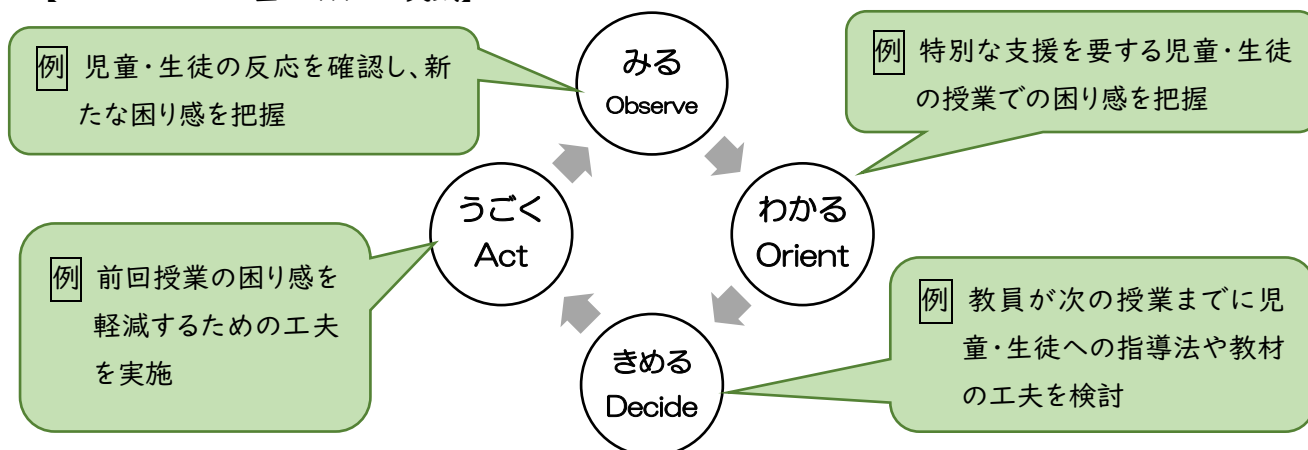 例 児童・生徒の反応を確認し、新
たな困り感を把握
みる
Observe
例 特別な支援を要する児童・生徒
の授業での困り感を把握
うごく
Act
わかる
Orient
例 前回授業の困り感を
軽減するための工夫
を実施
きめる
Decide
例 教員が次の授業までに児
童・生徒への指導法や教材
の工夫を検討